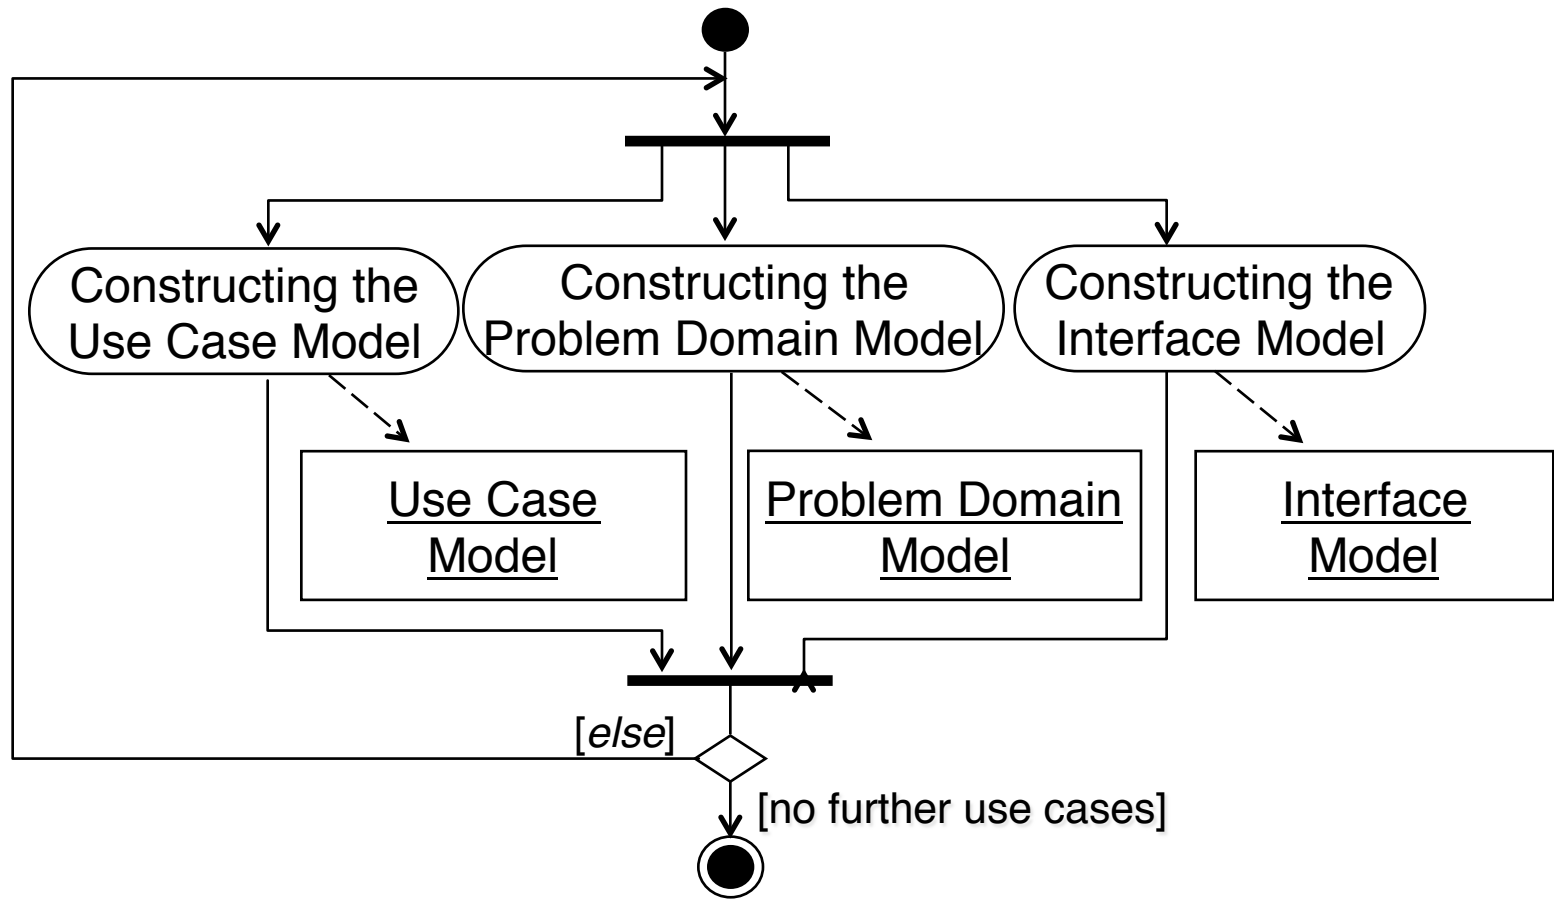 Constructing the
Use Case Model
Constructing the
Problem Domain Model
Constructing the
Interface Model
Use Case
Model
Problem Domain
Model
Interface
Model
[else]
[no further use cases]